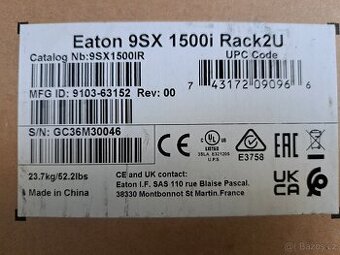 Eaton 9SX 1500i Rack2U
Catalog Nb:9SX1500IR
UPC Code
7 43172 09096 6
MFG ID: 9103-63152 Rev: 00
S/N: GC36M30046
CE
UL
LISTED
U.P.S.
E3758
EAC
23.7kg/52.2lbs
Made in China
CE and UK contact:
Eaton I.F. SAS 110 rue Blaise Pascal.
38330 Montbonnot St Martin.France
UK
CA